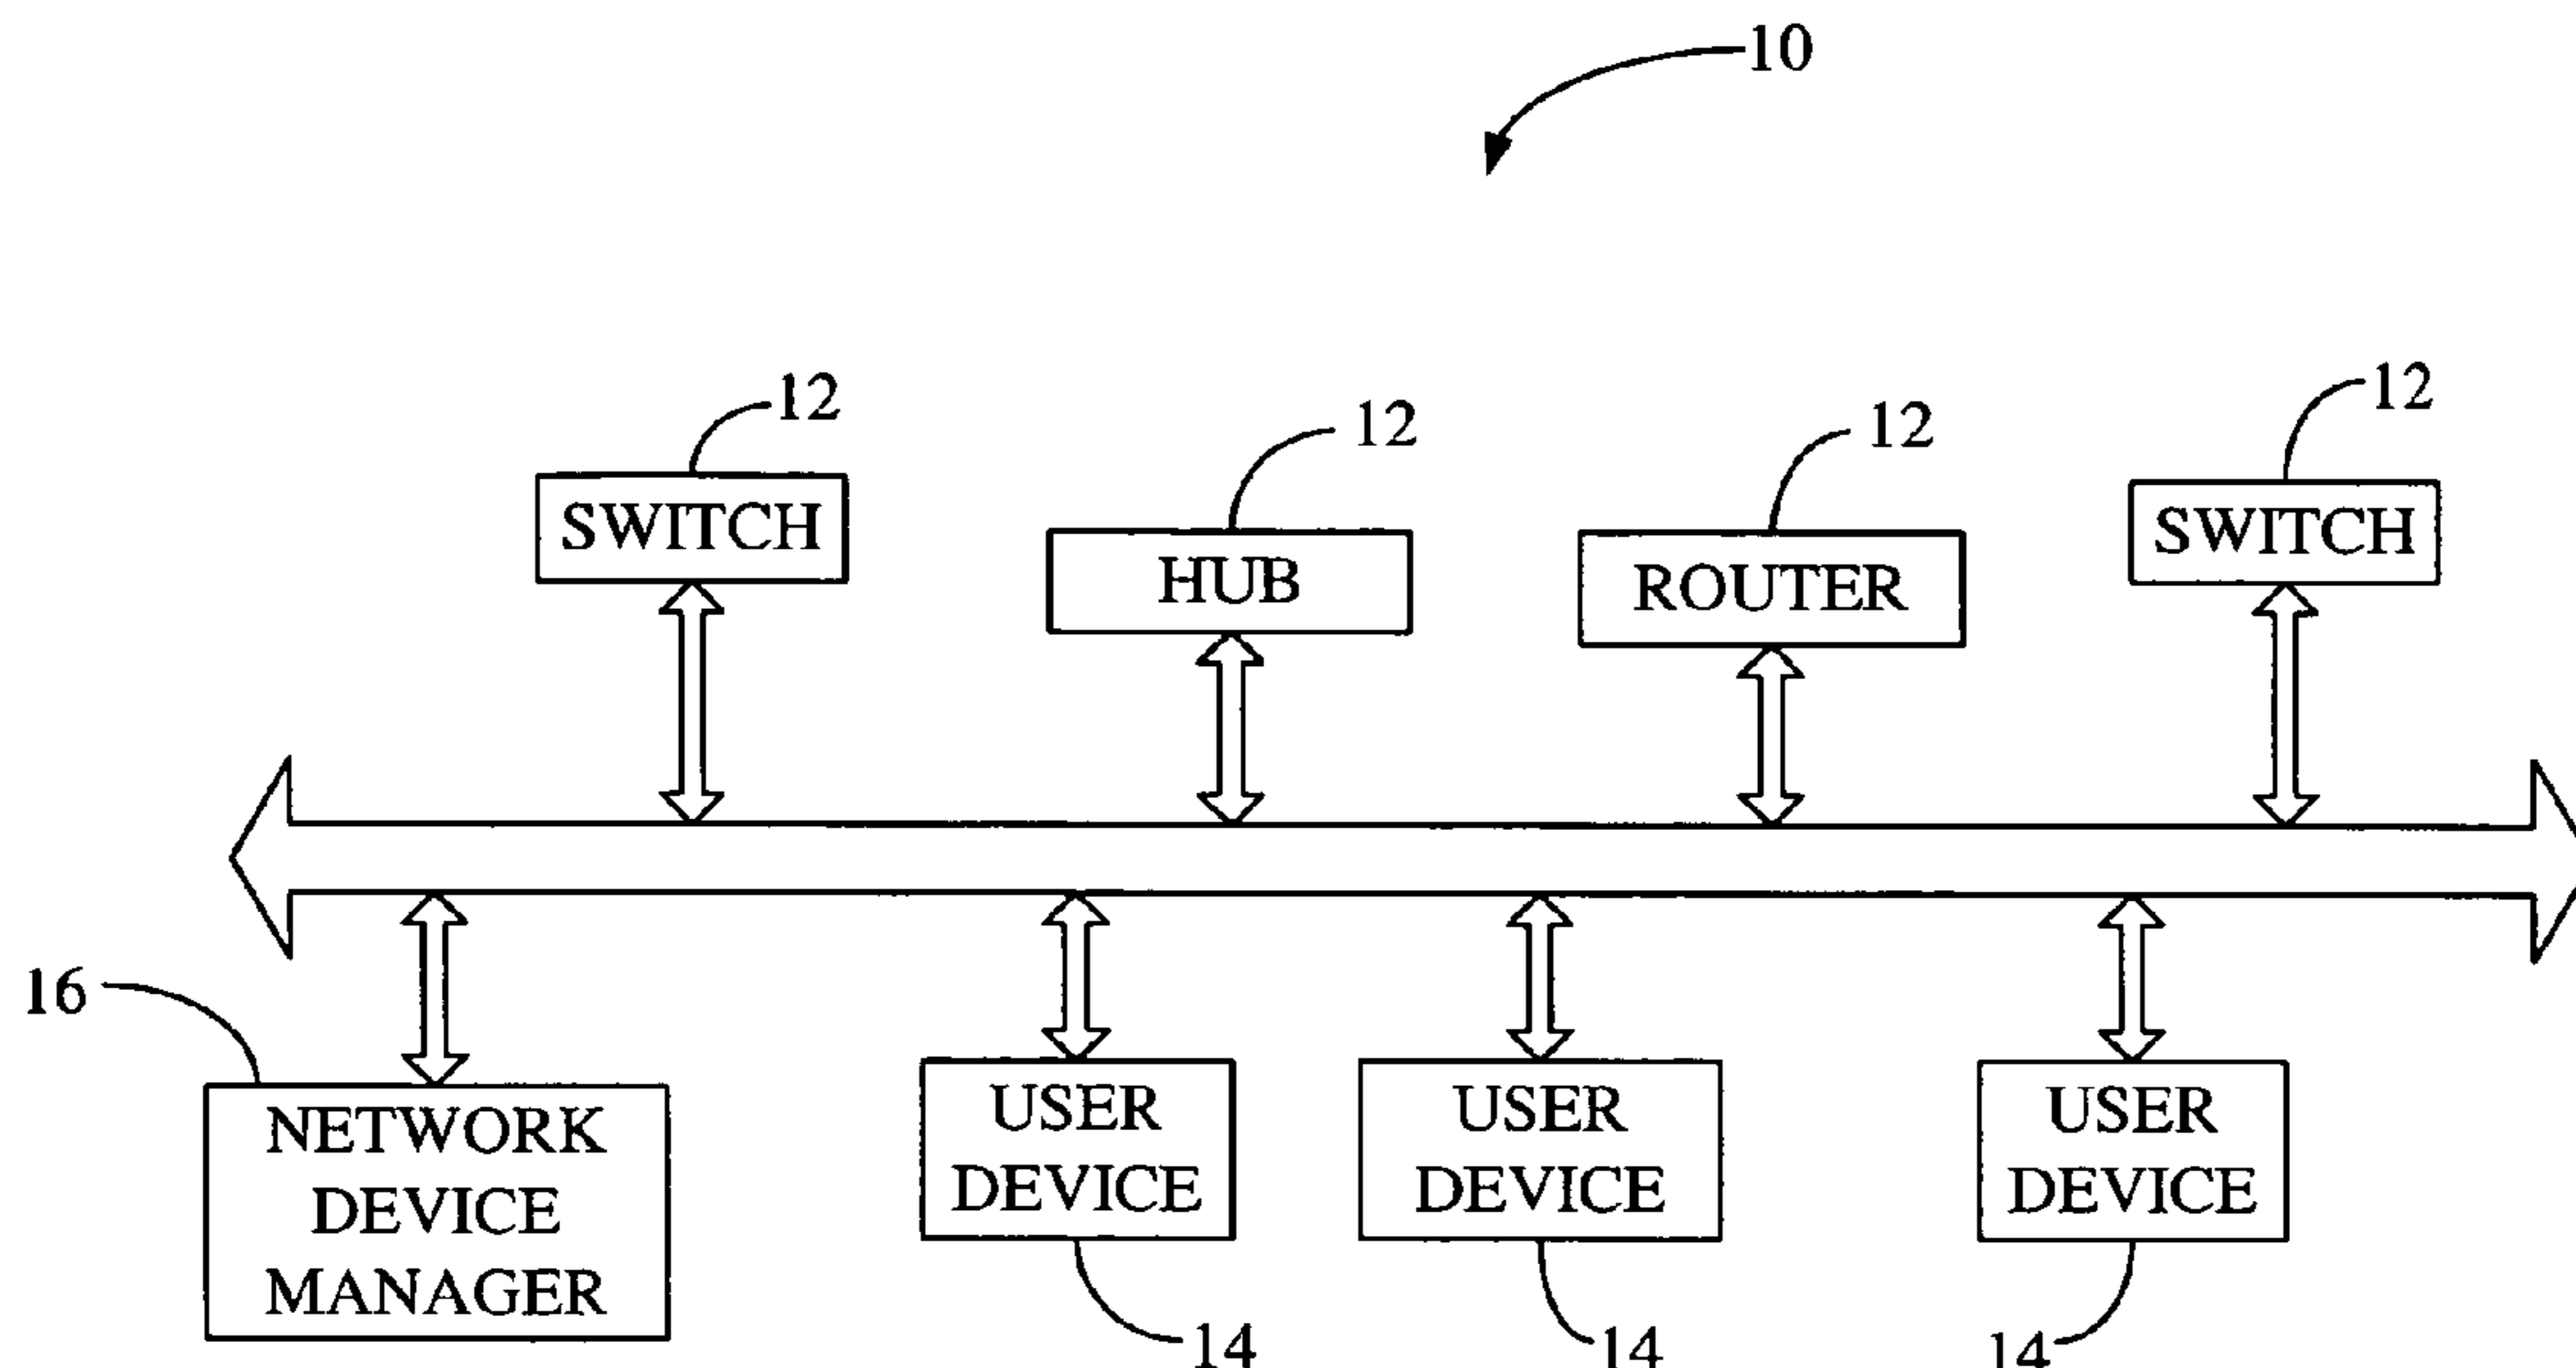 10
12
12
12
12
SWITCH
HUB
ROUTER
SWITCH
16
NETWORK
DEVICE
MANAGER
USER
DEVICE
USER
DEVICE
USER
DEVICE
14
14
14